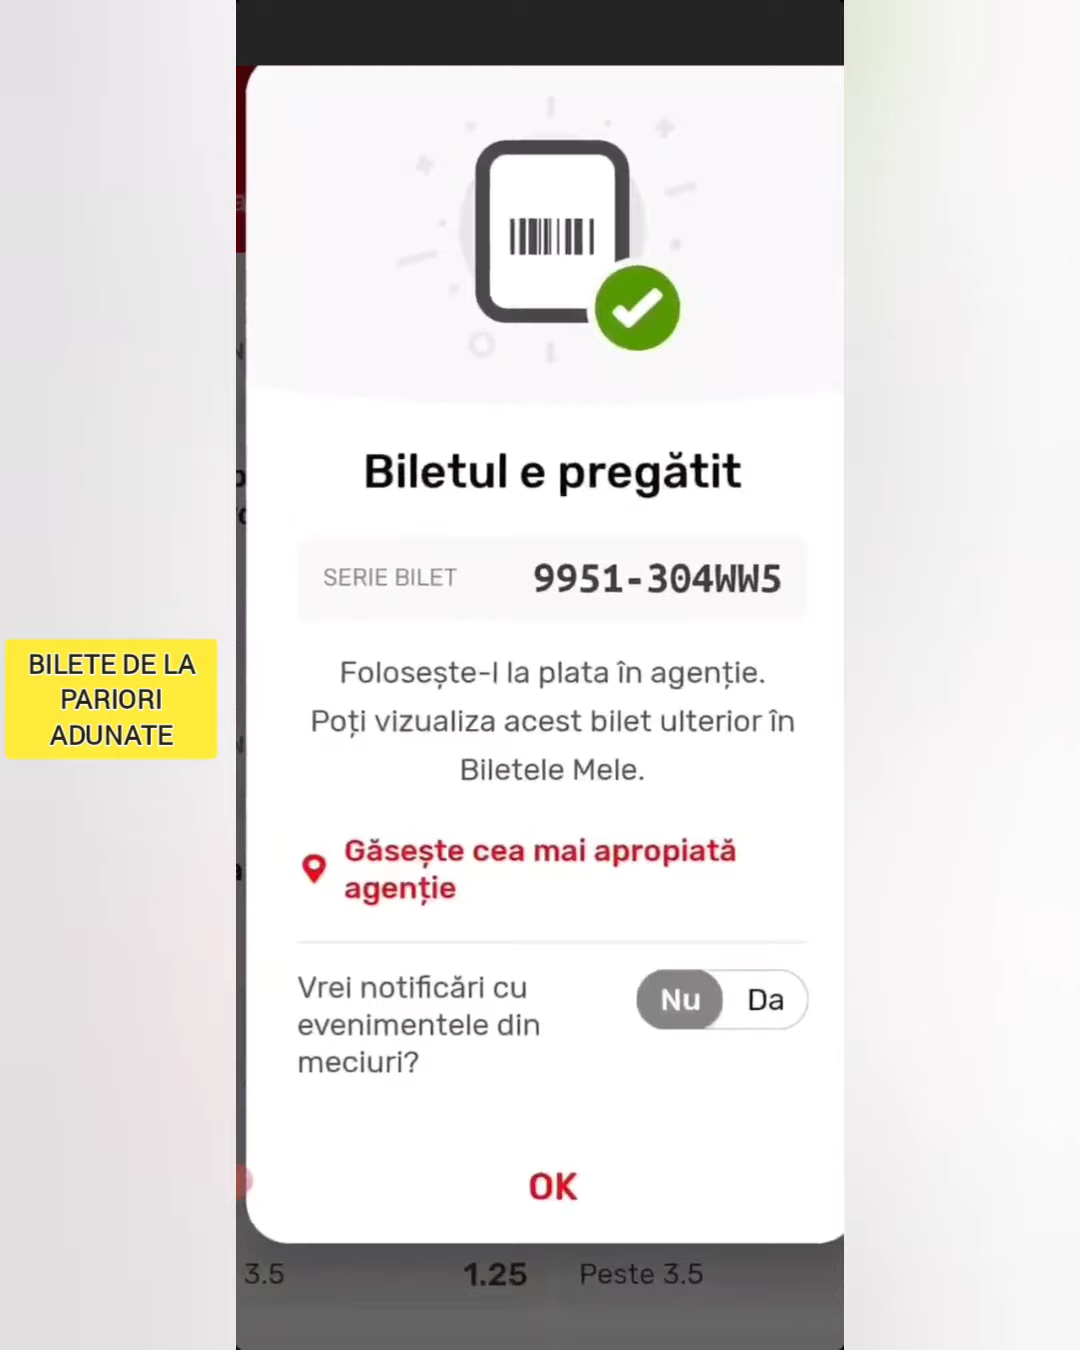 Biletul e pregătit
SERIE BILET 9951-304WW5
Folosește-l la plata în agenție.
Poți vizualiza acest bilet ulterior în
Biletele Mele.
Găsește cea mai apropiată
agenție
Vrei notificări cu
evenimentele din
meciuri?
Nu Da
OK
3.5 1.25 Peste 3.5
BILETE DE LA
PARIORI
ADUNATE